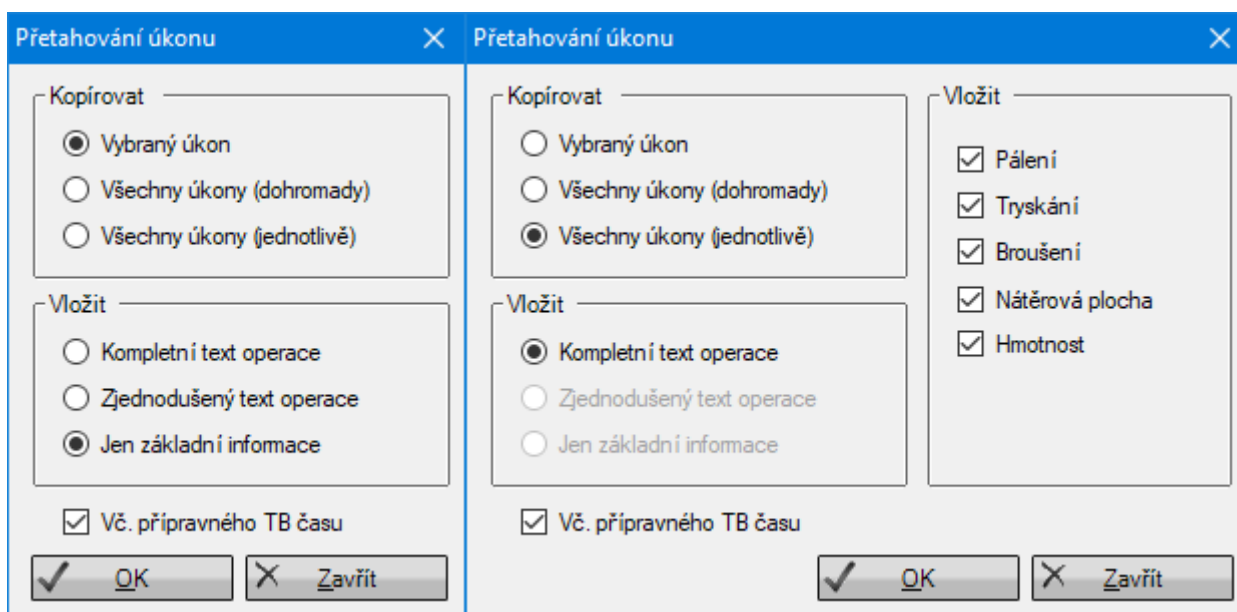 Přetahování úkonu
Kopírovat
Vybraný úkon
Všechny úkony (dohromady)
Všechny úkony (jednotlivě)
Vložit
Kompletní text operace
Zjednodušený text operace
Jen základní informace
Vč. přípravného TB času
OK
Zavřít
Přetahování úkonu
Kopírovat
Vybraný úkon
Všechny úkony (dohromady)
Všechny úkony (jednotlivě)
Vložit
Kompletní text operace
Zjednodušený text operace
Jen základní informace
Vč. přípravného TB času
Vložit
Pálení
Tryskání
Broušení
Nátěrová plocha
Hmotnost
OK
Zavřít